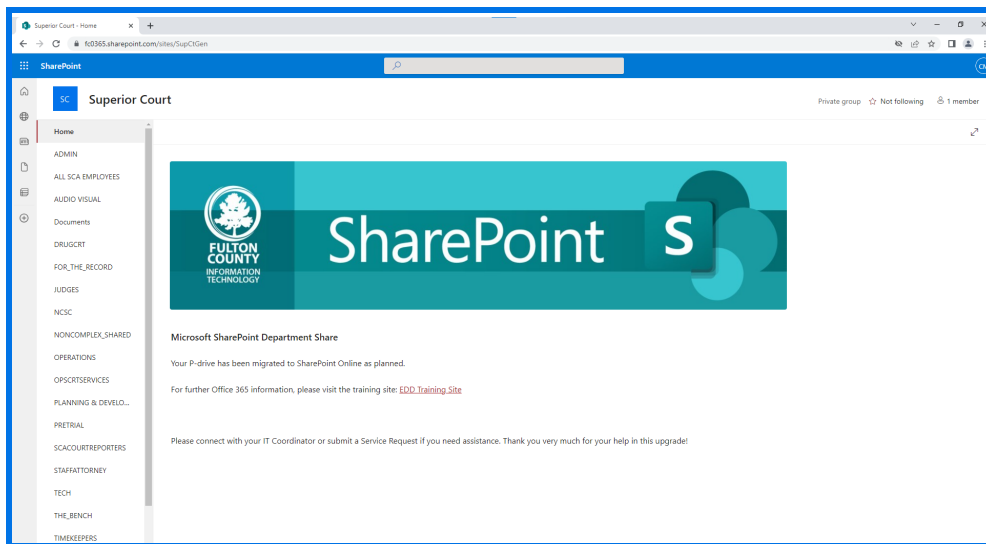 Superior Court - Home
fc0365.sharepoint.com/sites/SupCtGen
SharePoint
CM
SC
Superior Court
Private group
Not following
1 member
Home
ADMIN
ALL SCA EMPLOYEES
AUDIO VISUAL
Documents
DRUGCRT
FOR_THE_RECORD
JUDGES
NCSC
NONCOMPLEX_SHARED
OPERATIONS
OPSCRTSERVICES
PLANNING & DEVELO...
PRETRIAL
SCACOURTREPORTERS
STAFFATTORNEY
TECH
THE_BENCH
TIMEKEEPERS
FULTON
COUNTY
INFORMATION
TECHNOLOGY
SharePoint
S
Microsoft SharePoint Department Share
Your P-drive has been migrated to SharePoint Online as planned.
For further Office 365 information, please visit the training site: EDD Training Site
Please connect with your IT Coordinator or submit a Service Request if you need assistance. Thank you very much for your help in this upgrade!